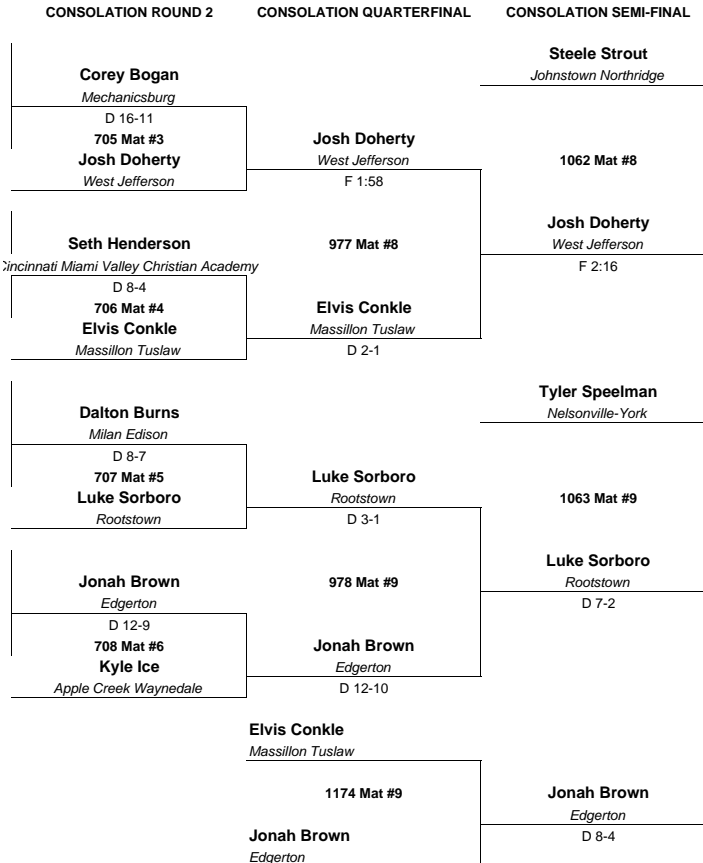 CONSOLATION ROUND 2
CONSOLATION QUARTERFINAL
CONSOLATION SEMI-FINAL
Corey Bogan
Mechanicsburg
D 16-11
705 Mat #3
Josh Doherty
West Jefferson
Seth Henderson
Cincinnati Miami Valley Christian Academy
D 8-4
706 Mat #4
Elvis Conkle
Massillon Tuslaw
Dalton Burns
Milan Edison
D 8-7
707 Mat #5
Luke Sorboro
Rootstown
Jonah Brown
Edgerton
D 12-9
708 Mat #6
Kyle Ice
Apple Creek Waynedale
Josh Doherty
West Jefferson
F 1:58
977 Mat #8
Elvis Conkle
Massillon Tuslaw
D 2-1
Luke Sorboro
Rootstown
D 3-1
978 Mat #9
Jonah Brown
Edgerton
D 12-10
Steele Strout
Johnstown Northridge
1062 Mat #8
Josh Doherty
West Jefferson
F 2:16
Tyler Speelman
Nelsonville-York
1063 Mat #9
Luke Sorboro
Rootstown
D 7-2
Elvis Conkle
Massillon Tuslaw
1174 Mat #9
Jonah Brown
Edgerton
Jonah Brown
Edgerton
D 8-4